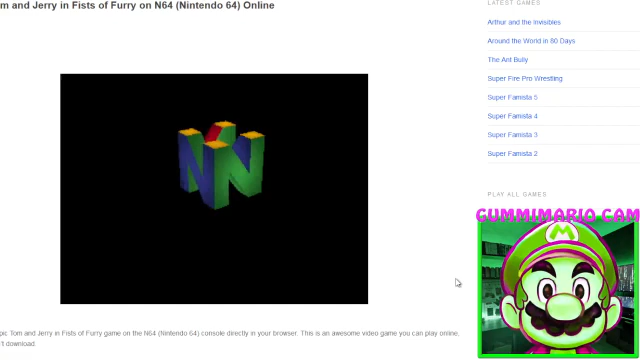 m and Jerry in Fists of Furry on N64 (Nintendo 64) Online
LATEST GAMES
Arthur and the Invisibles
Around the World in 80 Days
The Ant Bully
Super Fire Pro Wrestling
Super Famista 5
Super Famista 4
Super Famista 3
Super Famista 2
PLAY ALL GAMES
GUMMIMARIO CAM
M
pic Tom and Jerry in Fists of Furry game on the N64 (Nintendo 64) console directly in your browser. This is an awesome video game you can play online.
't download